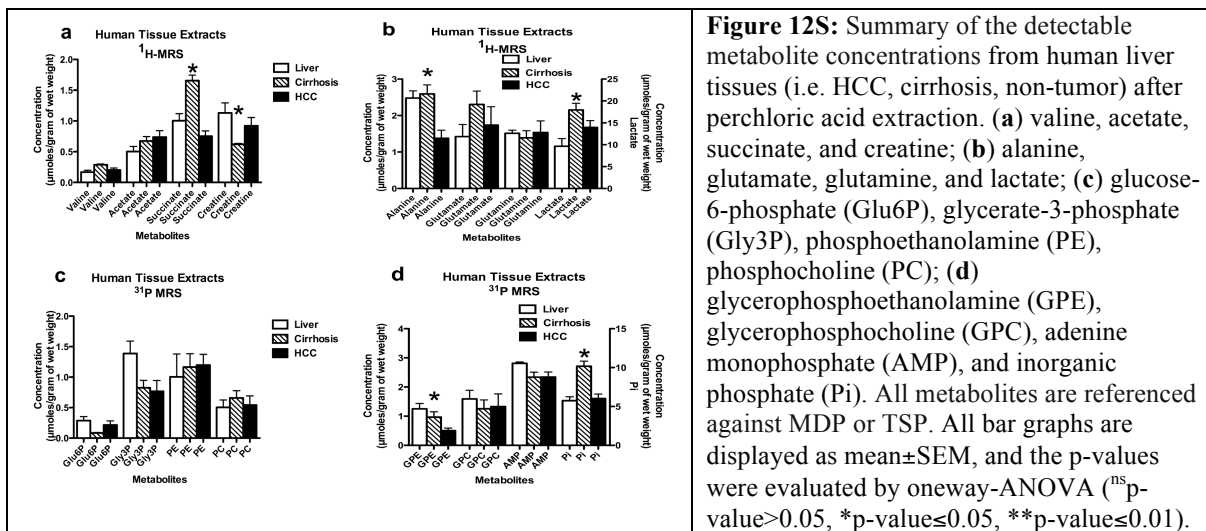 a
Human Tissue Extracts
1H-MRS
Concentration
(µmoles/gram of wet weight)
2.0
1.5
1.0
0.5
0.0
*
*
Liver
Cirrhosis
HCC
Valine
Valine
Valine
Acetate
Acetate
Acetate
Succinate
Succinate
Succinate
Creatine
Creatine
Creatine
Metabolites
b
Human Tissue Extracts
1H-MRS
Concentration
(µmoles/gram of wet weight)
3
2
1
0
*
*
Liver
Cirrhosis
HCC
25
20
15
10
5
0
Concentration
(µmoles/gram of wet weight)
Lactate
Alanine
Alanine
Alanine
Glutamate
Glutamate
Glutamate
Glutamine
Glutamine
Glutamine
Lactate
Lactate
Lactate
Metabolites
c
Human Tissue Extracts
31P MRS
Concentration
(µmoles/gram of wet weight)
2.0
1.5
1.0
0.5
0.0
Liver
Cirrhosis
HCC
Glu6P
Glu6P
Glu6P
Gly3P
Gly3P
Gly3P
PE
PE
PE
PC
PC
PC
Metabolites
d
Human Tissue Extracts
31P MRS
Concentration
(µmoles/gram of wet weight)
4
3
2
1
0
*
*
Liver
Cirrhosis
HCC
15
10
5
0
Concentration
(µmoles/gram of wet weight)
Pi
GPE
GPE
GPE
GPC
GPC
GPC
AMP
AMP
AMP
Pi
Pi
Pi
Metabolites
Figure 12S: Summary of the detectable
metabolite concentrations from human liver
tissues (i.e. HCC, cirrhosis, non-tumor) after
perchloric acid extraction. (a) valine, acetate,
succinate, and creatine; (b) alanine,
glutamate, glutamine, and lactate; (c) glucose-
6-phosphate (Glu6P), glycerate-3-phosphate
(Gly3P), phosphoethanolamine (PE),
phosphocholine (PC); (d)
glycerophosphoethanolamine (GPE),
glycerophosphocholine (GPC), adenine
monophosphate (AMP), and inorganic
phosphate (Pi). All metabolites are referenced
against MDP or TSP. All bar graphs are
displayed as mean±SEM, and the p-values
were evaluated by oneway-ANOVA (nsp-
value>0.05, *p-value≤0.05, **p-value≤0.01).